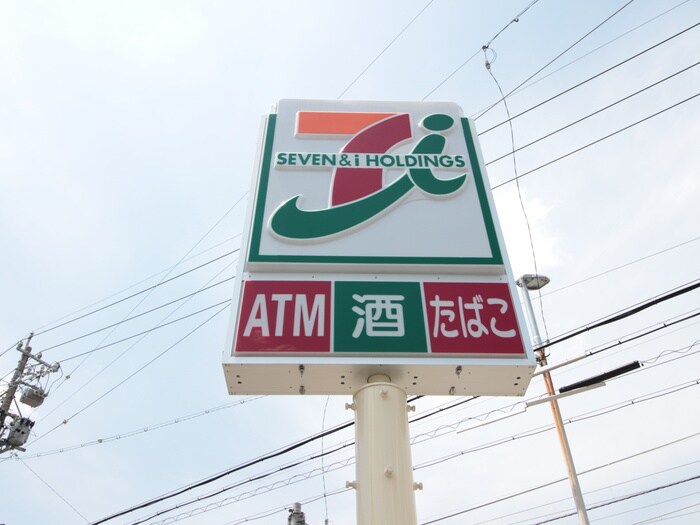 SEVEN & i HOLDINGS
ATM 酒 たばこ